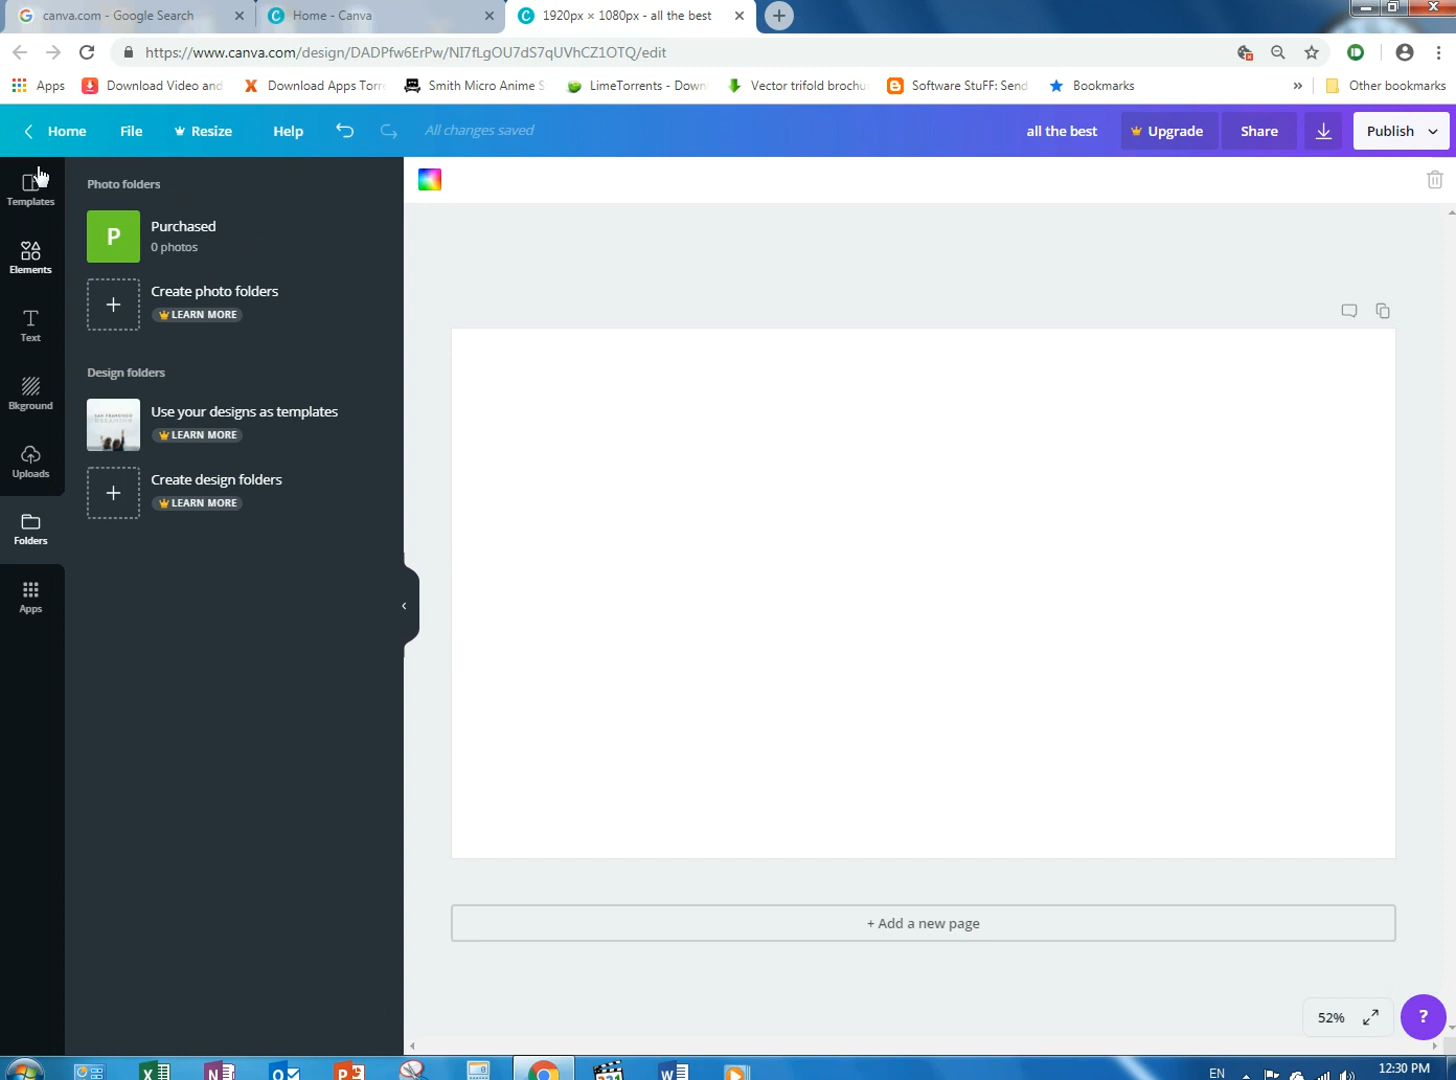 canva.com - Google Search
Home - Canva
1920px × 1080px - all the best
https://www.canva.com/design/DADPfw6ErPw/NI7fLgOU7dS7qUVhCZ1OTQ/edit
Apps
Download Video and
Download Apps Torre
Smith Micro Anime S
LimeTorrents - Down
Vector trifold brochu
Software StuFF: Send
Bookmarks
»
Other bookmarks
Home
File
Resize
Help
All changes saved
all the best
Upgrade
Share
Publish
Templates
Elements
Text
Bkground
Uploads
Folders
Apps
Photo folders
P
Purchased
0 photos
Create photo folders
LEARN MORE
Design folders
Use your designs as templates
LEARN MORE
Create design folders
LEARN MORE
+ Add a new page
52%
?
EN
12:30 PM